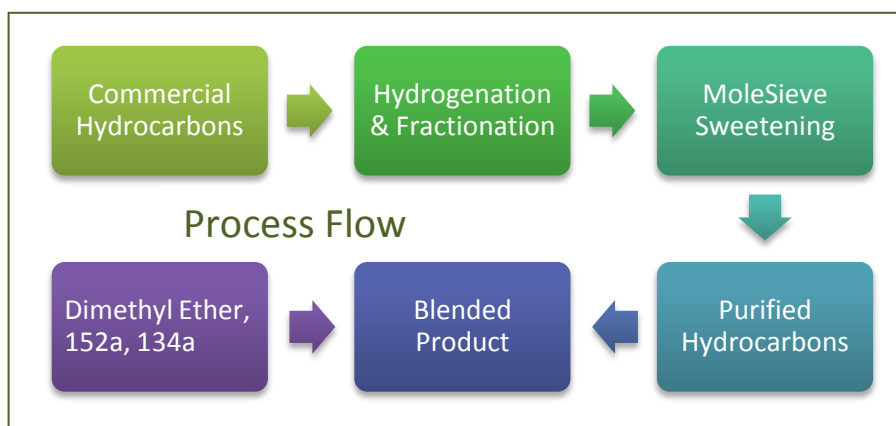 Commercial
Hydrocarbons
Hydrogenation
& Fractionation
MoleSieve
Sweetening
Process Flow
Dimethyl Ether,
152a, 134a
Blended
Product
Purified
Hydrocarbons